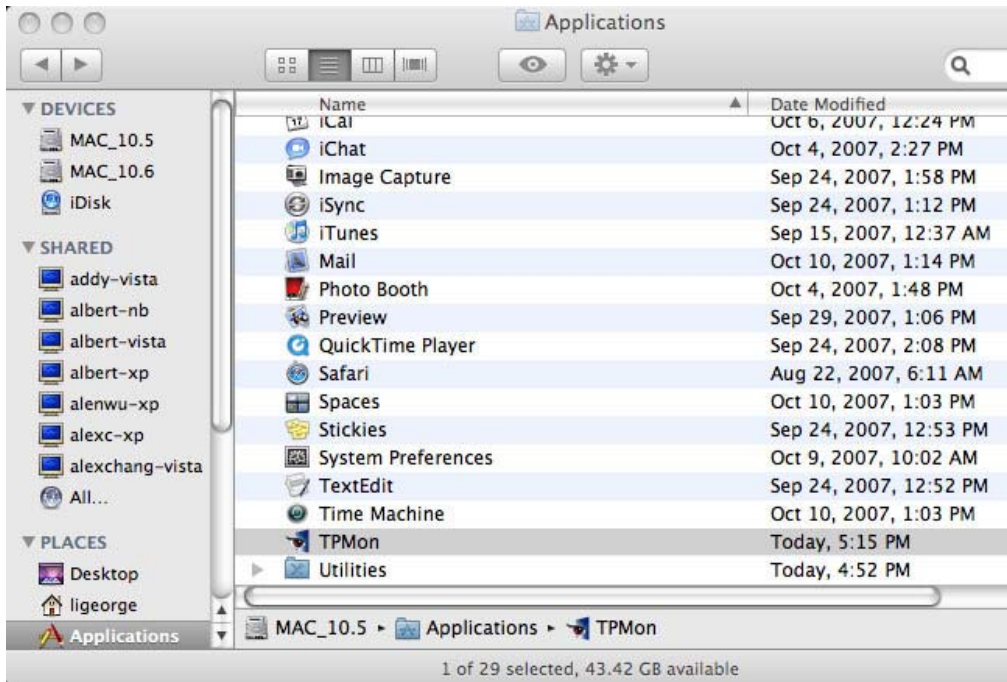 Applications
DEVICES
MAC_10.5
MAC_10.6
iDisk
SHARED
addy-vista
albert-nb
albert-vista
albert-xp
alenwu-xp
alexc-xp
alexchang-vista
All...
PLACES
Desktop
ligeorge
Applications
Name Date Modified
iCal Oct 6, 2007, 12:24 PM
iChat Oct 4, 2007, 2:27 PM
Image Capture Sep 24, 2007, 1:58 PM
iSync Sep 24, 2007, 1:12 PM
iTunes Sep 15, 2007, 12:37 AM
Mail Oct 10, 2007, 1:14 PM
Photo Booth Oct 4, 2007, 1:48 PM
Preview Sep 29, 2007, 1:06 PM
QuickTime Player Sep 24, 2007, 2:08 PM
Safari Aug 22, 2007, 6:11 AM
Spaces Oct 10, 2007, 1:03 PM
Stickies Sep 24, 2007, 12:53 PM
System Preferences Oct 9, 2007, 10:02 AM
TextEdit Sep 24, 2007, 12:52 PM
Time Machine Oct 10, 2007, 1:03 PM
TPMon Today, 5:15 PM
Utilities Today, 4:52 PM
MAC_10.5 ▸ Applications ▸ TPMon
1 of 29 selected, 43.42 GB available